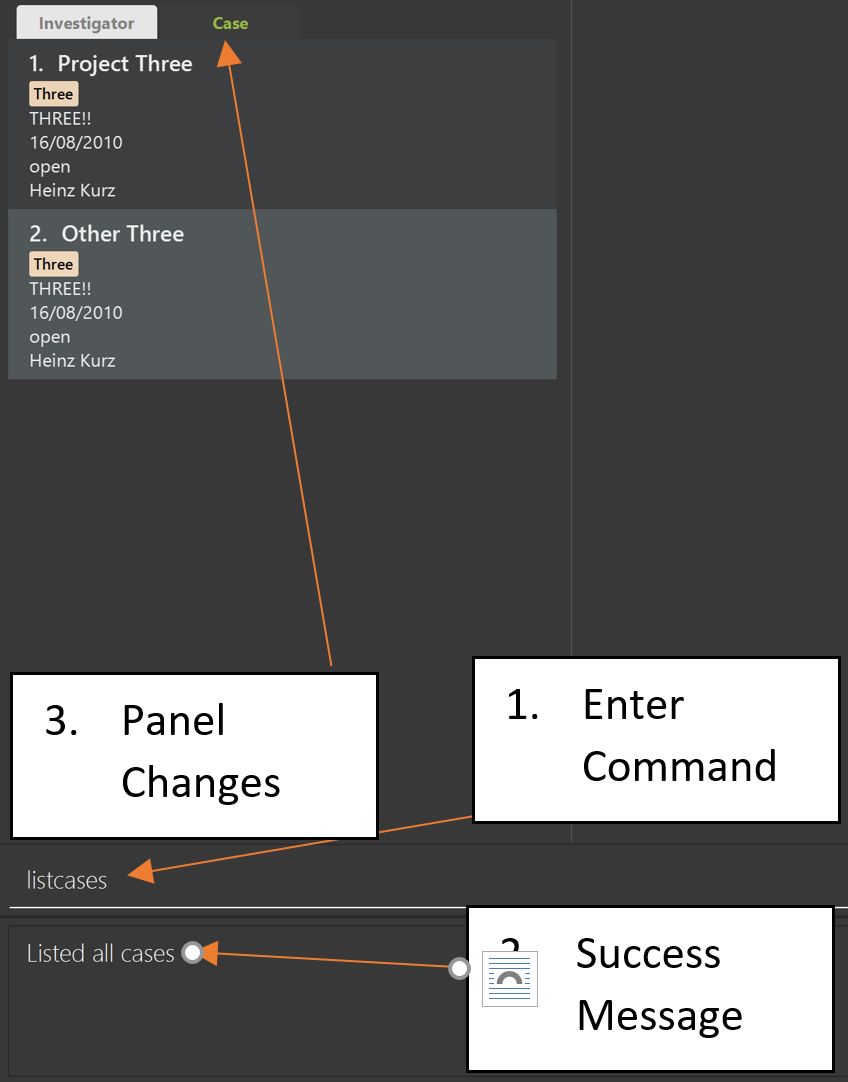 Investigator
Case
1. Project Three
Three
THREE!!
16/08/2010
open
Heinz Kurz
2. Other Three
Three
THREE!!
16/08/2010
open
Heinz Kurz
3. Panel
Changes
1. Enter
Command
listcases
Listed all cases
Success
Message